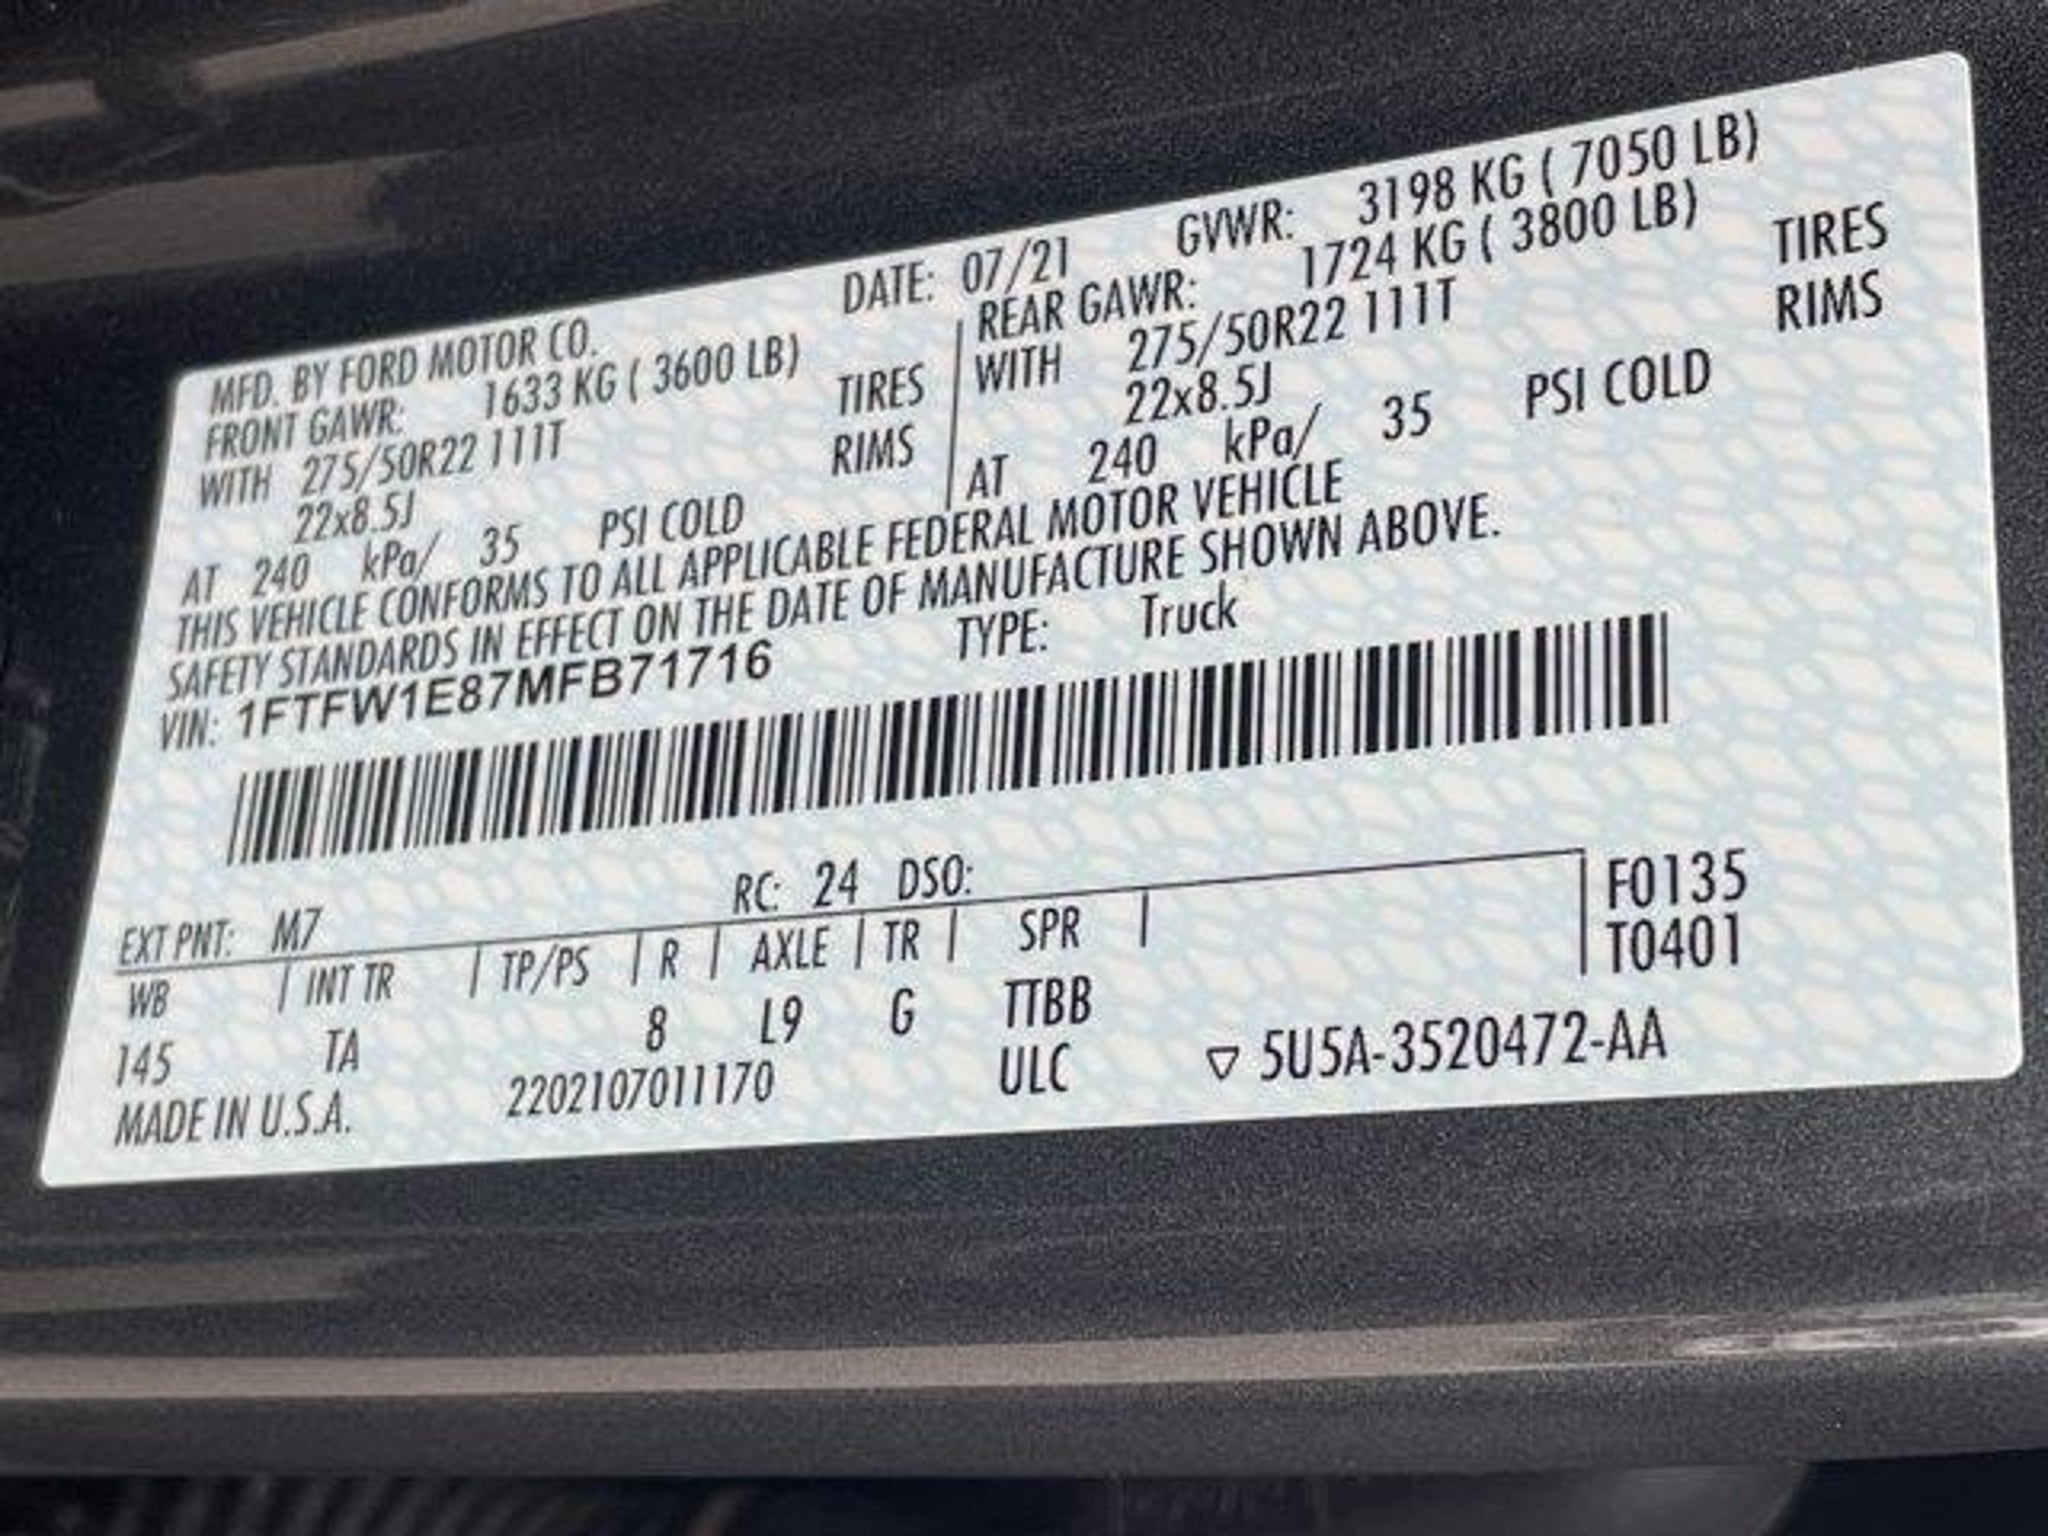 MFD. BY FORD MOTOR CO.
DATE: 07/21 GVWR: 3198 KG ( 7050 LB)
FRONT GAWR: 1633 KG ( 3600 LB)
WITH 275/50R22 111T TIRES
22x8.5J RIMS
AT 240 kPa/ 35 PSI COLD
REAR GAWR: 1724 KG ( 3800 LB)
WITH 275/50R22 111T TIRES
22x8.5J RIMS
AT 240 kPa/ 35 PSI COLD
THIS VEHICLE CONFORMS TO ALL APPLICABLE FEDERAL MOTOR VEHICLE
SAFETY STANDARDS IN EFFECT ON THE DATE OF MANUFACTURE SHOWN ABOVE.
VIN: 1FTFW1E87MFB71716 TYPE: Truck
EXT PNT: M7 RC: 24 DSO: F0135
WB | INT TR | TP/PS | R | AXLE | TR | SPR | T0401
145 TA 8 L9 G TTBB
MADE IN U.S.A. 2202107011170 ULC ▽ 5U5A-3520472-AA